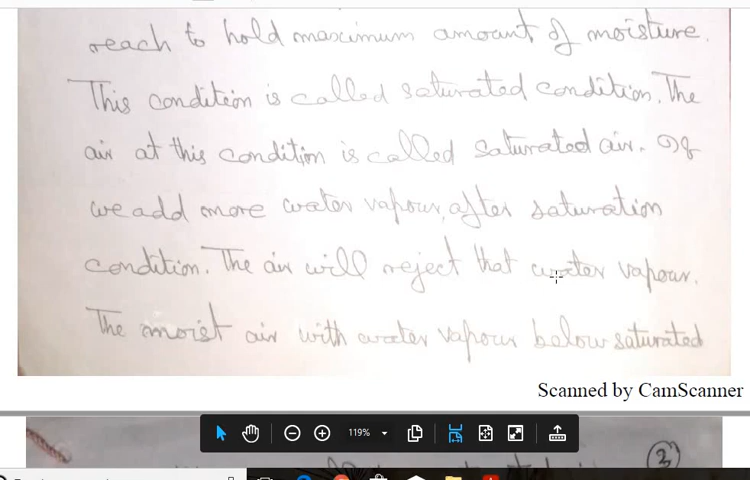 reach to hold maximum amount of moisture.
This condition is called saturated condition. The
air at this condition is called saturated air. If
we add more water vapour, after saturation
condition. The air will reject that water vapour.
The moist air with water vapour below saturated
Scanned by CamScanner
119%
3